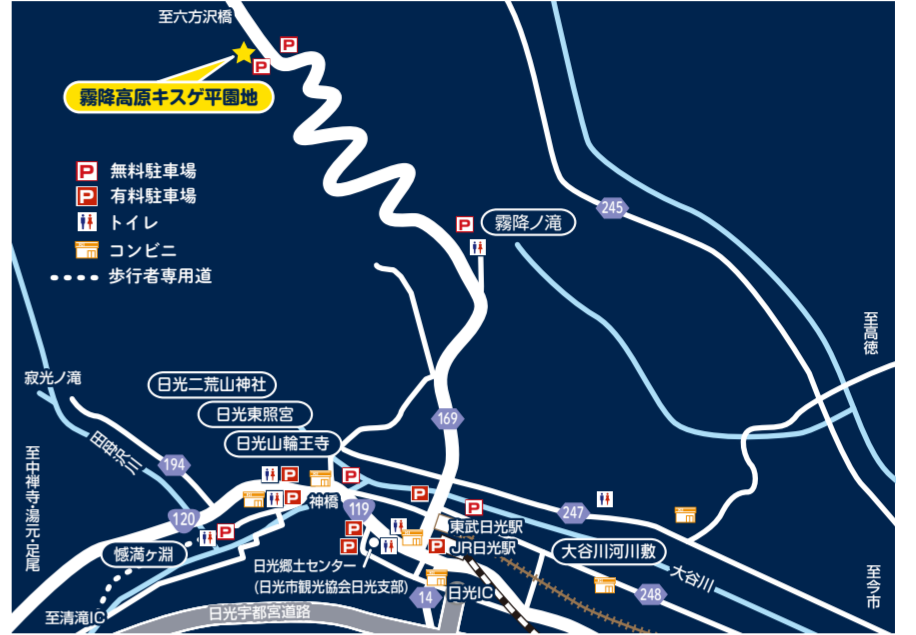 至六方沢橋
P
P
霧降高原キスゲ平園地
P 無料駐車場
P 有料駐車場
トイレ
コンビニ
歩行者専用道
245
P
霧降ノ滝
至高徳
寂光ノ滝
日光二荒山神社
日光東照宮
169
日光山輪王寺
田母沢川
至中禅寺・湯元・足尾
194
P
P
P
神橋
P
119
P
120
P
247
P
P
東武日光駅
P
P
JR日光駅
憾満ヶ淵
大谷川河川敷
日光郷土センター
(日光市観光協会日光支部)
大谷川
至今市
14
日光IC
248
至清滝IC
日光宇都宮道路